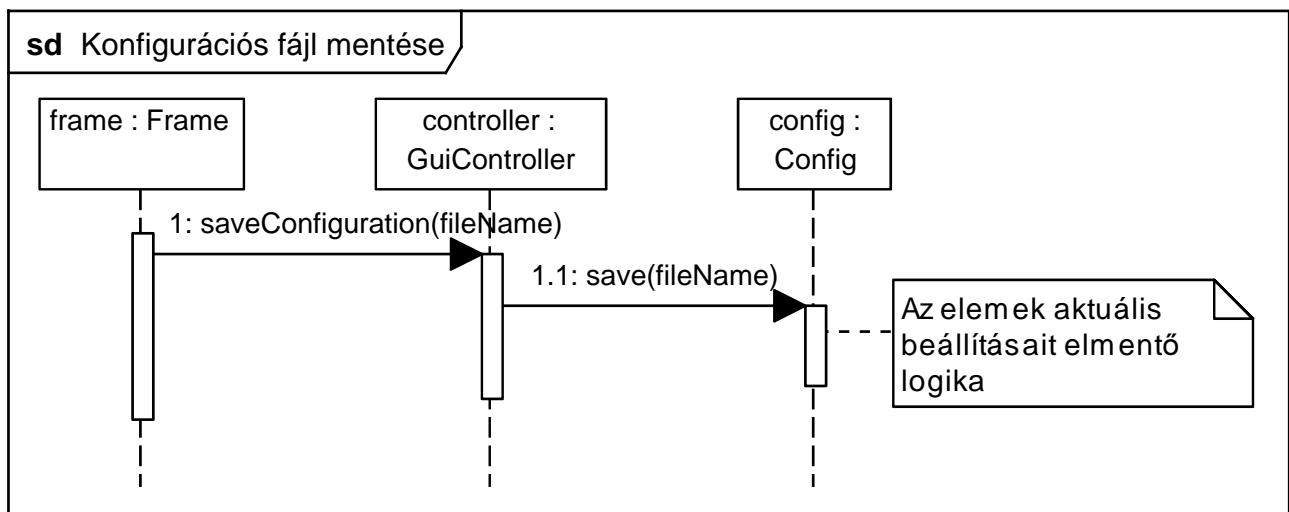 sd Konfigurációs fájl mentése
frame : Frame
controller :
GuiController
config :
Config
1: saveConfiguration(fileName)
1.1: save(fileName)
Az elemek aktuális
beállításait elmentő
logika